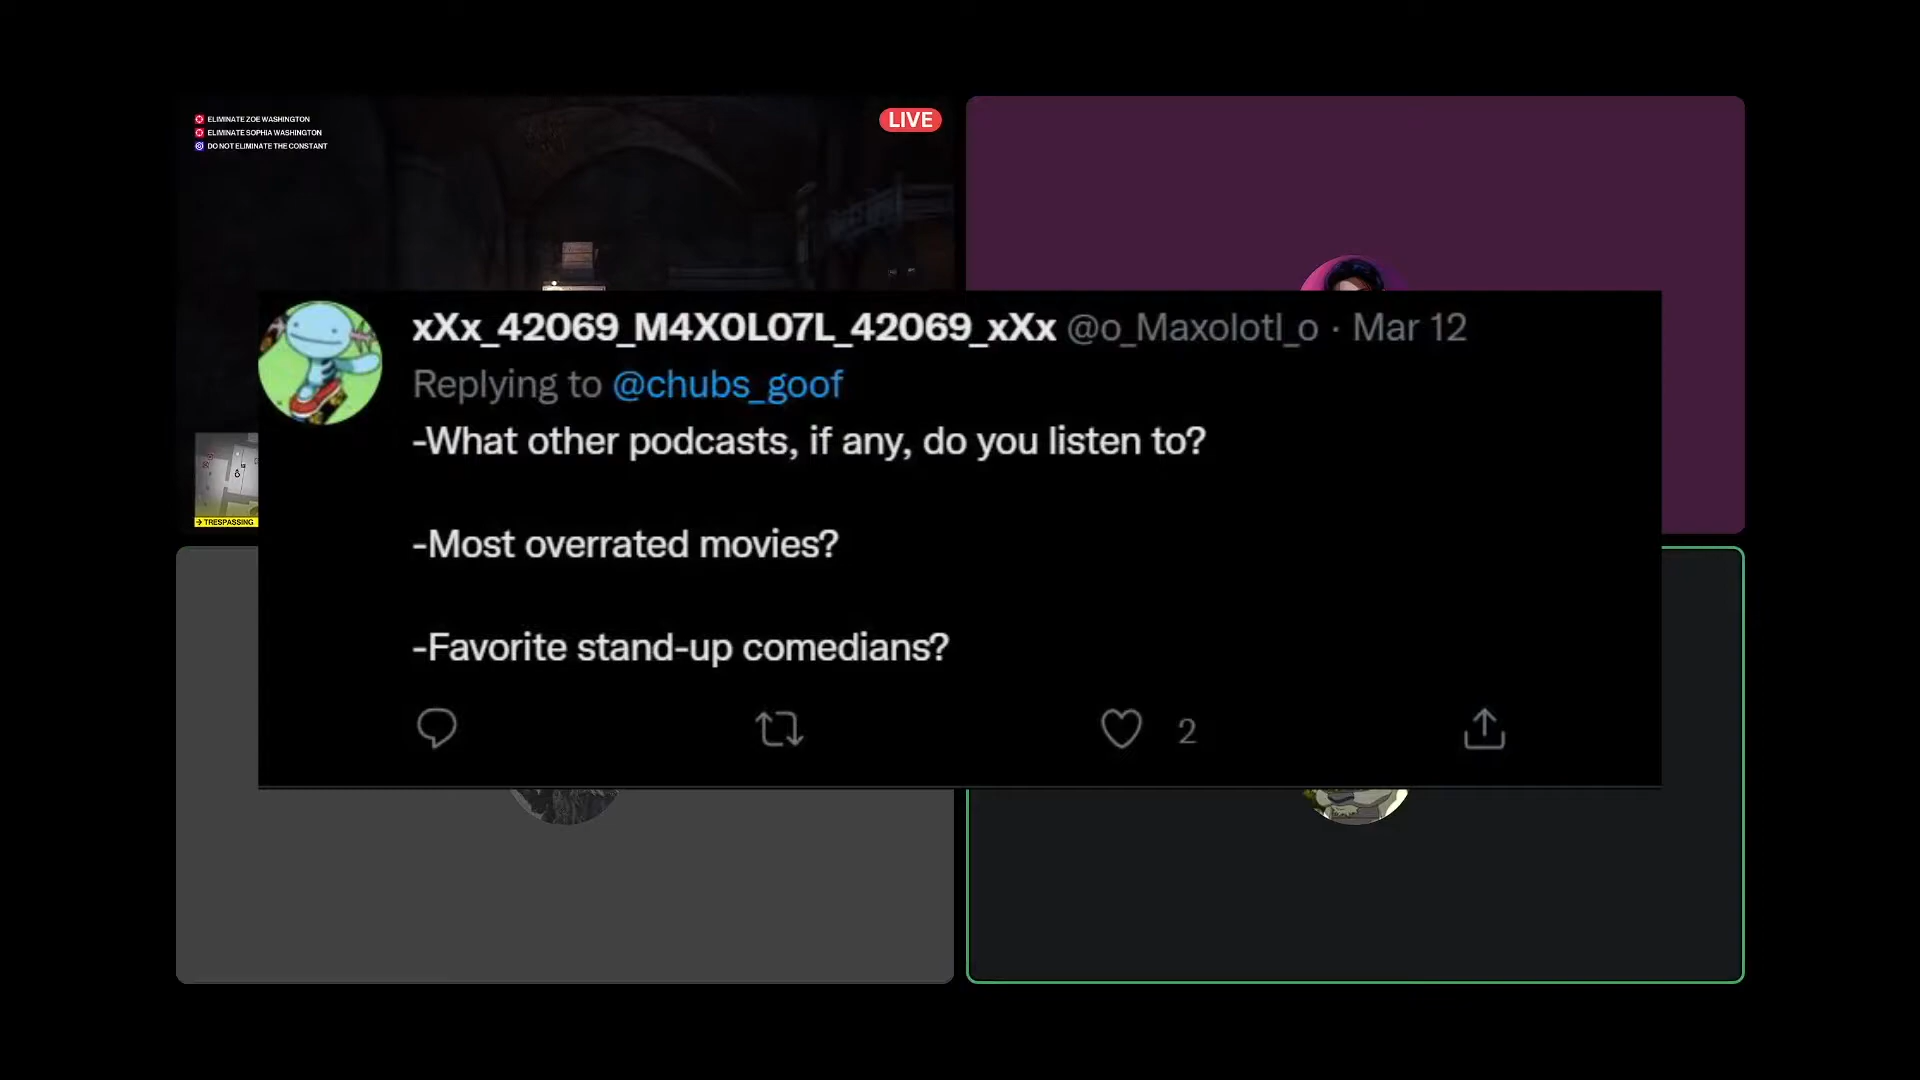 ELIMINATE ZOE WASHINGTON
ELIMINATE SOPHIA WASHINGTON
DO NOT ELIMINATE THE CONSTANT
LIVE
xXx_42069_M4X0L07L_42069_xXx @o_Maxolotl_o · Mar 12
Replying to @chubs_goof
-What other podcasts, if any, do you listen to?
-Most overrated movies?
-Favorite stand-up comedians?
2
TRESPASSING